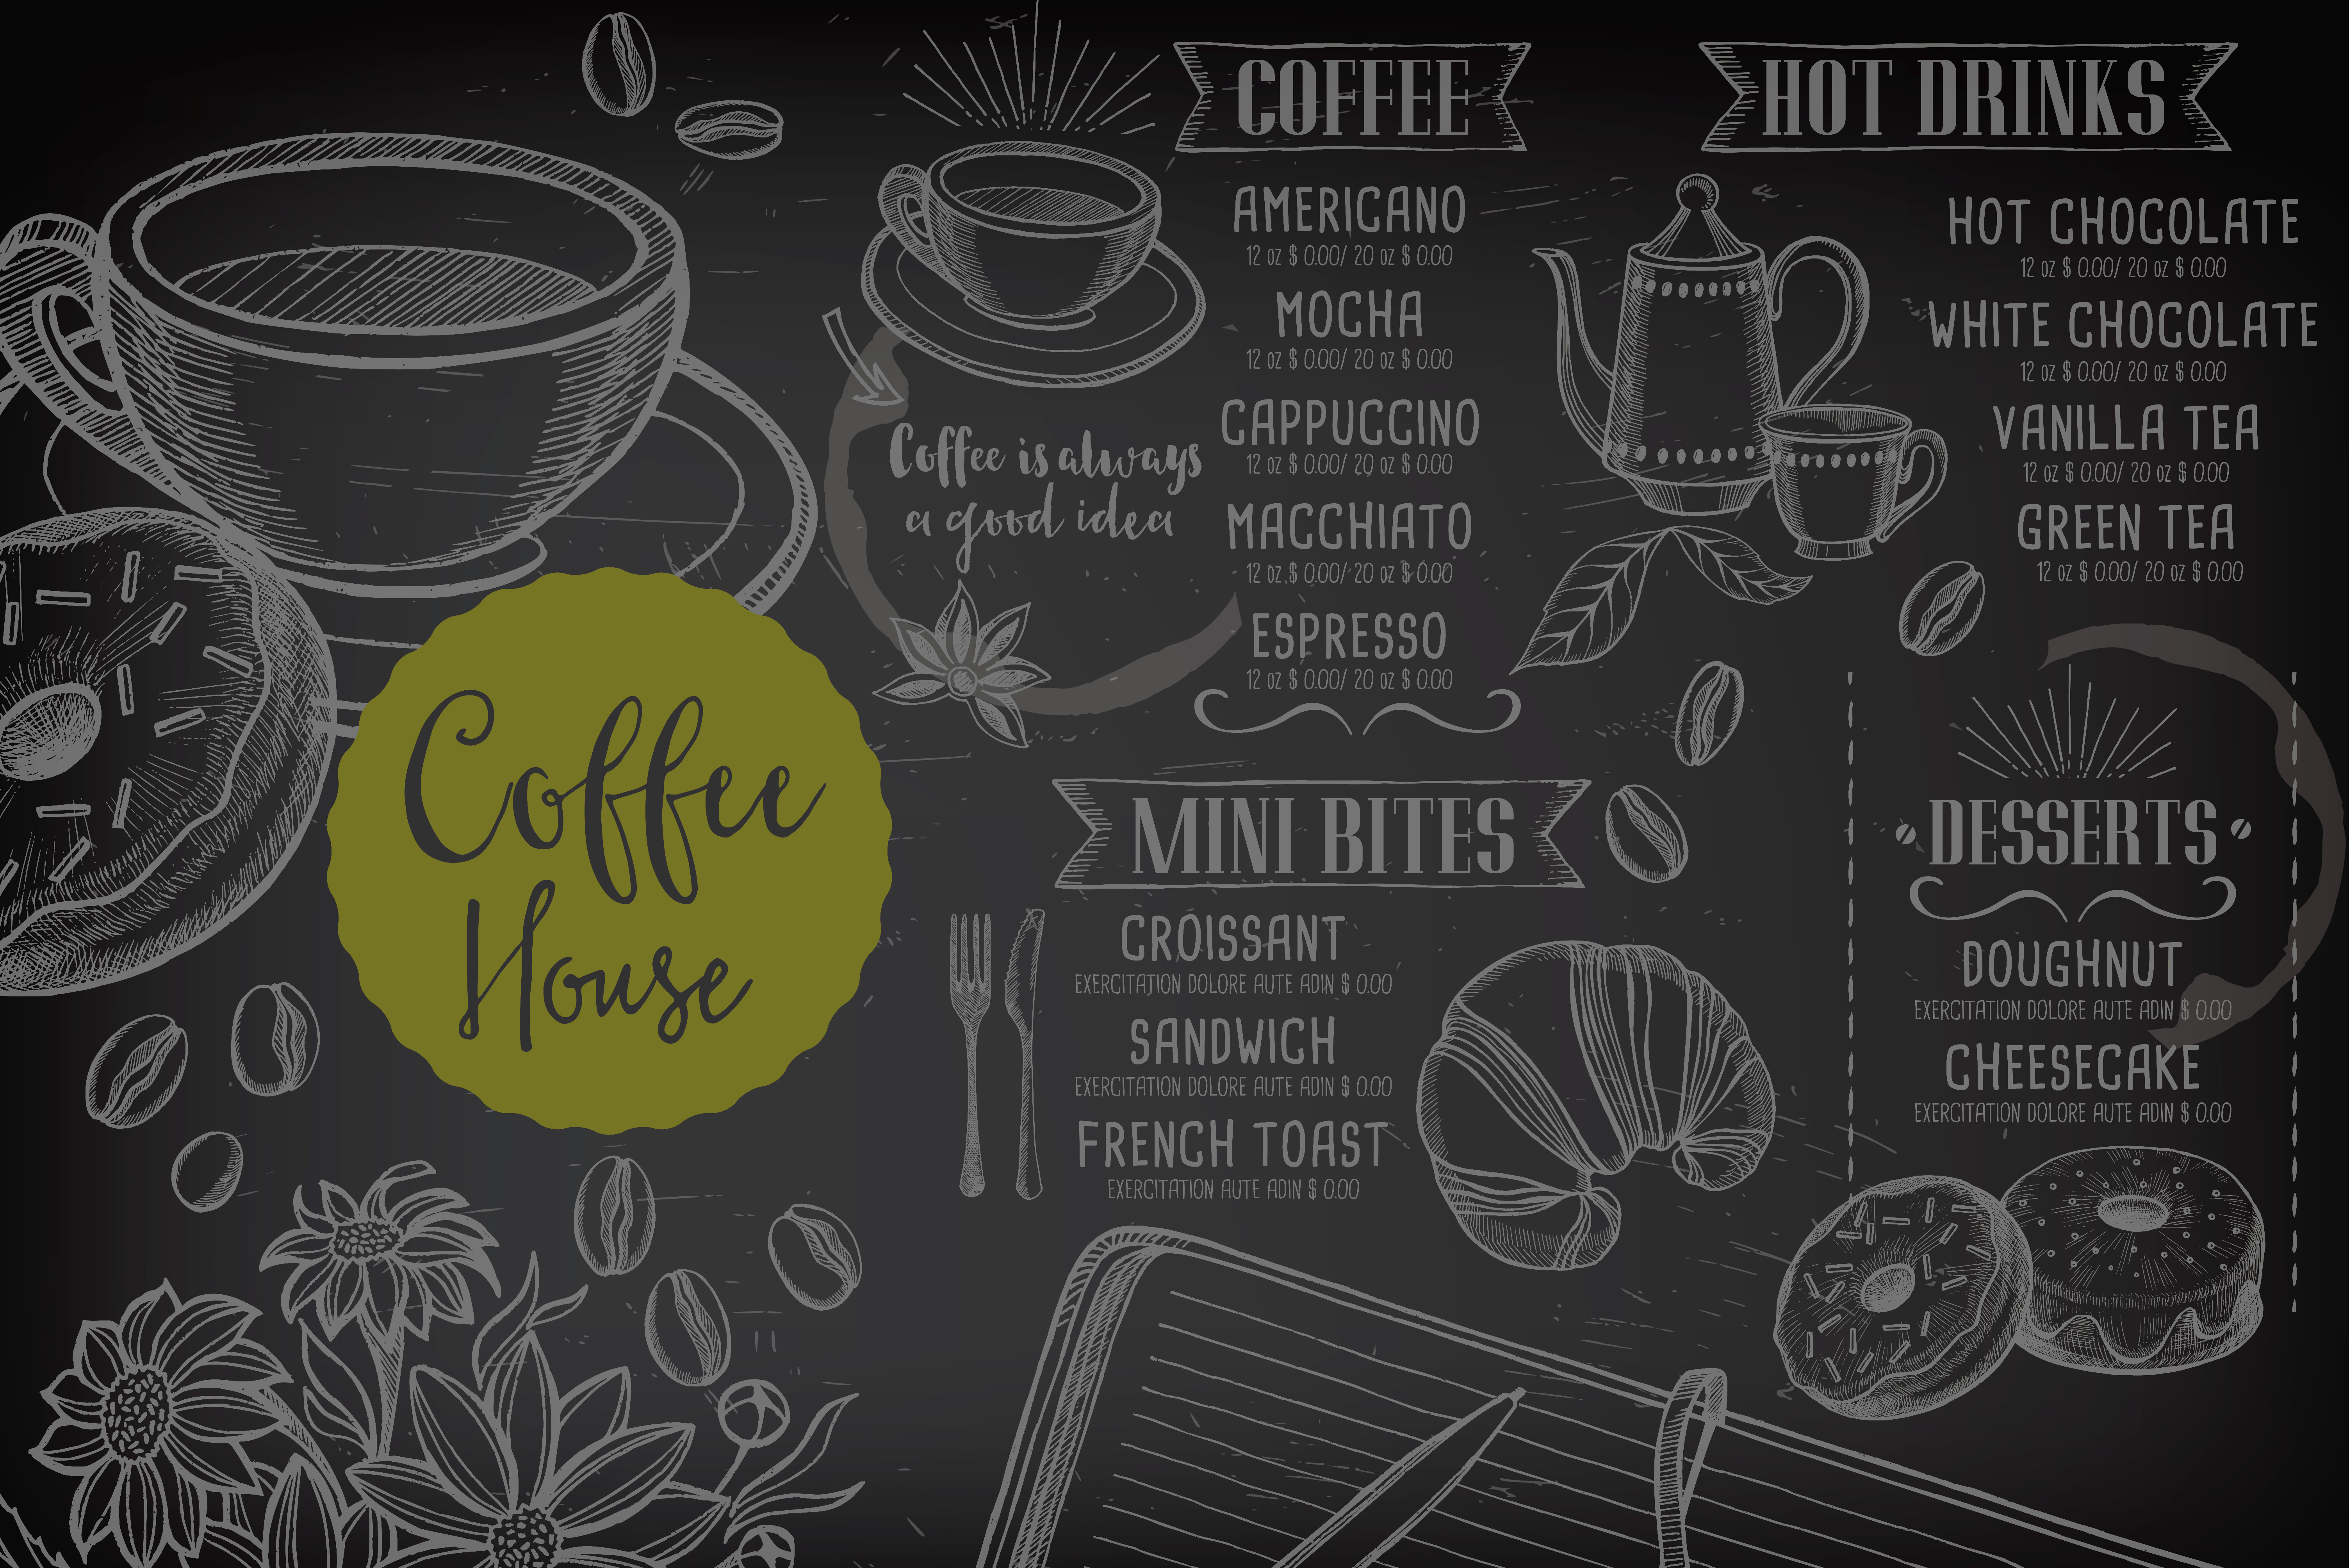 Coffee
House
Coffee is always
a good idea
COFFEE
AMERICANO
12 oz $ 0.00/ 20 oz $ 0.00
MOCHA
12 oz $ 0.00/ 20 oz $ 0.00
CAPPUCCINO
12 oz $ 0.00/ 20 oz $ 0.00
MACCHIATO
12 oz $ 0.00/ 20 oz $ 0.00
ESPRESSO
12 oz $ 0.00/ 20 oz $ 0.00
HOT DRINKS
HOT CHOCOLATE
12 oz $ 0.00/ 20 oz $ 0.00
WHITE CHOCOLATE
12 oz $ 0.00/ 20 oz $ 0.00
VANILLA TEA
12 oz $ 0.00/ 20 oz $ 0.00
GREEN TEA
12 oz $ 0.00/ 20 oz $ 0.00
MINI BITES
CROISSANT
EXERCITATION DOLORE AUTE ADIN $ 0.00
SANDWICH
EXERCITATION DOLORE AUTE ADIN $ 0.00
FRENCH TOAST
EXERCITATION AUTE ADIN $ 0.00
DESSERTS
DOUGHNUT
EXERCITATION DOLORE AUTE ADIN $ 0.00
CHEESECAKE
EXERCITATION DOLORE AUTE ADIN $ 0.00